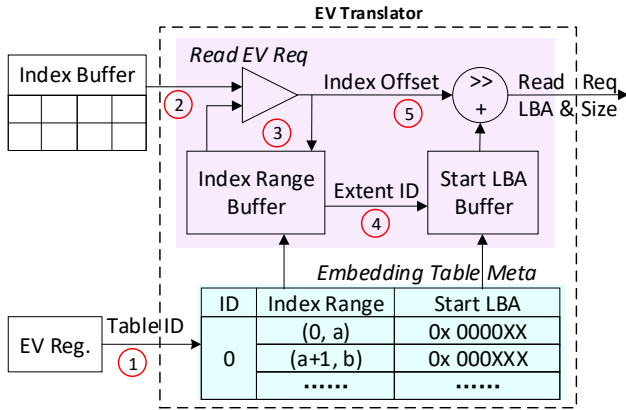 EV Translator
Read EV Req
Index Buffer
2
Index Offset
>>
+
Read Req
LBA & Size
5
3
Index Range
Buffer
Extent ID
4
Start LBA
Buffer
Embedding Table Meta
EV Reg.
Table ID
1
ID Index Range Start LBA
0
(0, a) 0x 0000XX
(a+1, b) 0x 000XXX
...... ......